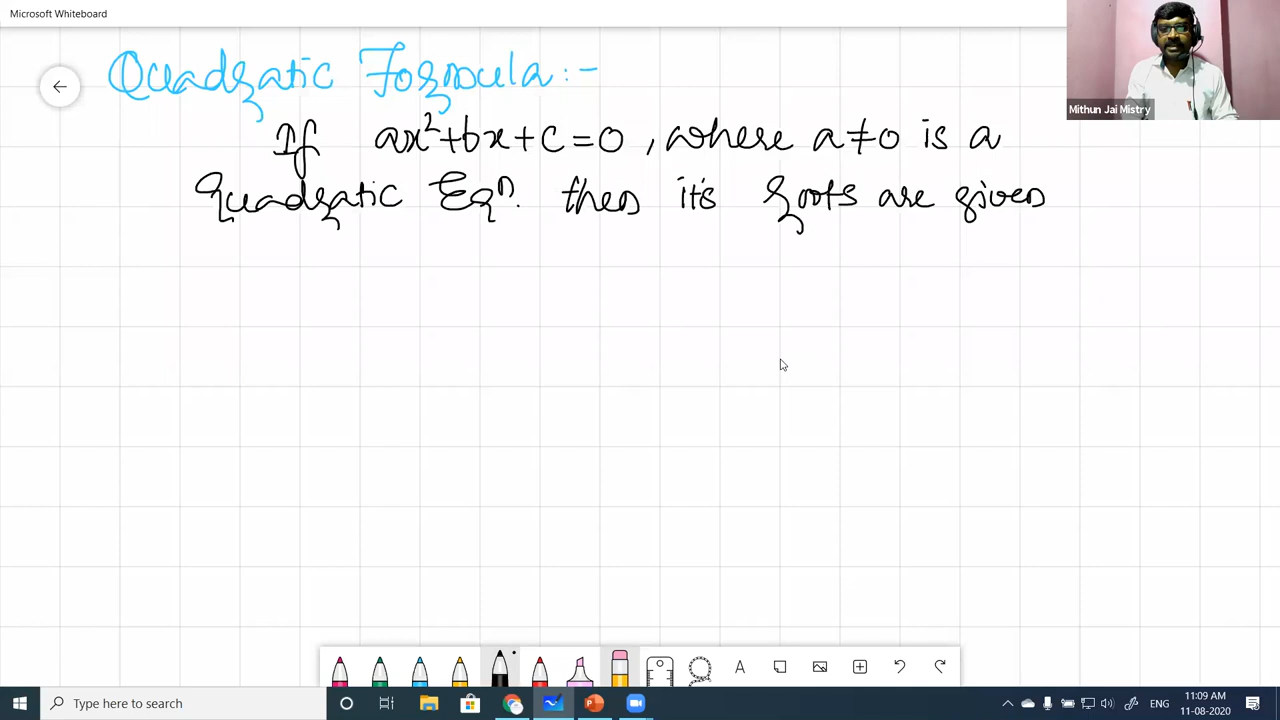 Microsoft Whiteboard
Quadratic Formula:-
If ax²+bx+c=0, where a≠0 is a
Quadratic Eqⁿ. then it's roots are given
Mithun Jai Mistry
Type here to search
ENG
11:09 AM
11-08-2020